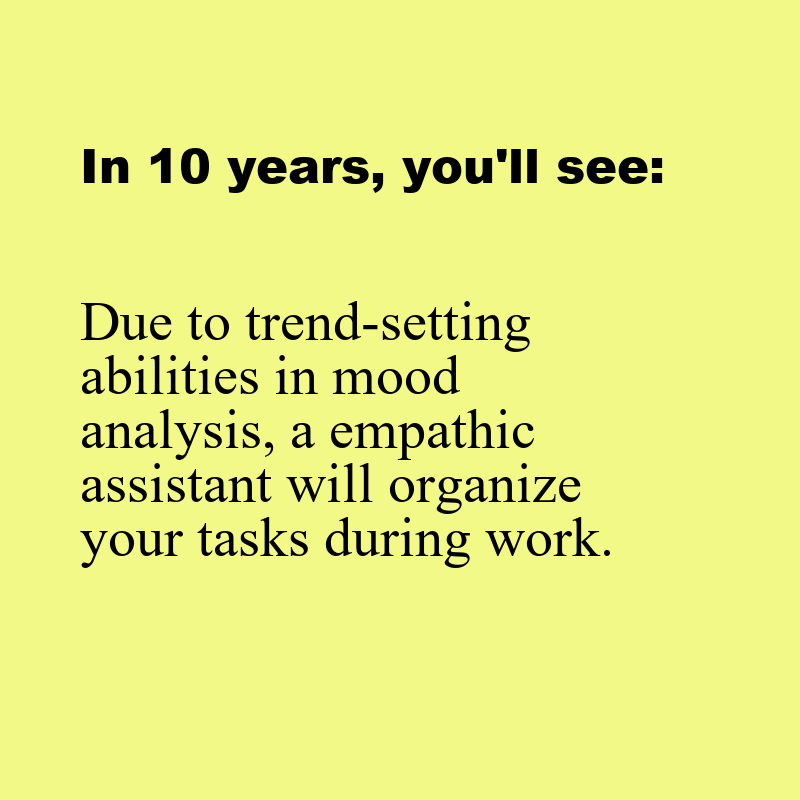 In 10 years, you'll see:
Due to trend-setting
abilities in mood
analysis, a empathic
assistant will organize
your tasks during work.